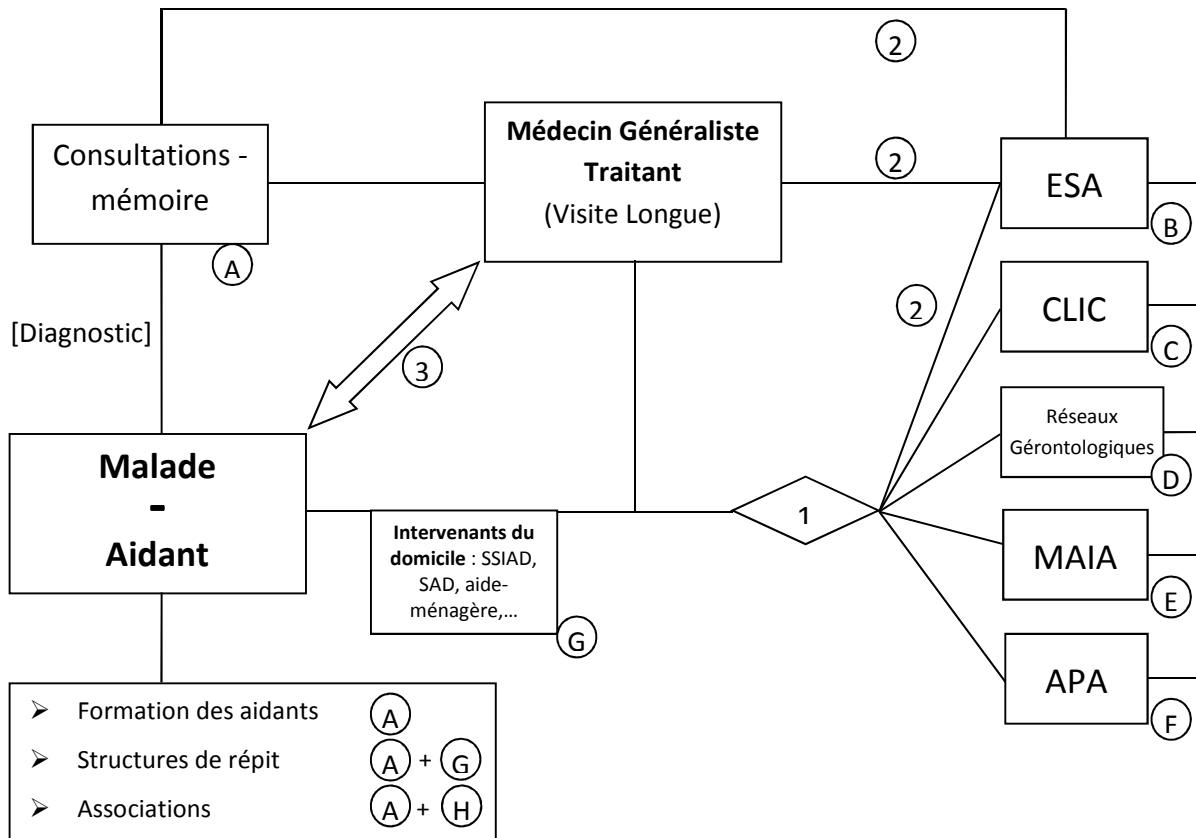 2
Consultations -
mémoire
A
Médecin Généraliste
Traitant
(Visite Longue)
2
ESA
B
2
CLIC
C
[Diagnostic]
3
Réseaux
Gérontologiques
D
Malade
-
Aidant
Intervenants du
domicile : SSIAD,
SAD, aide-
ménagère,...
G
1
MAIA
E
APA
F
➢ Formation des aidants A
➢ Structures de répit A + G
➢ Associations A + H